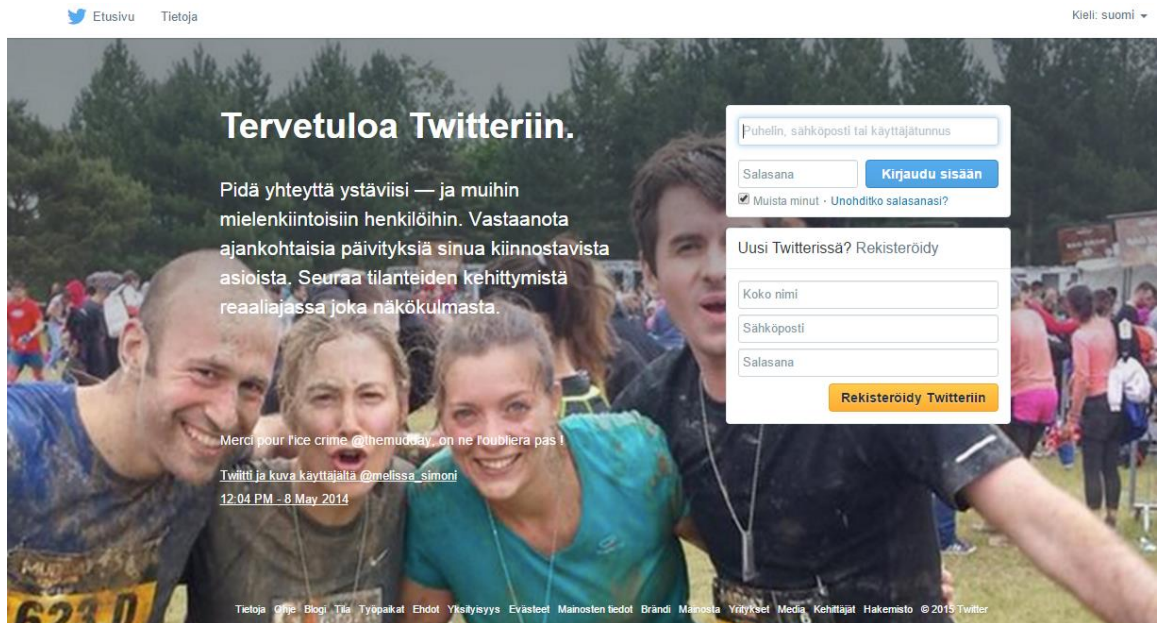 Etusivu Tietoja Kieli: suomi
Tervetuloa Twitteriin.
Pidä yhteyttä ystäviisi — ja muihin
mielenkiintoisiin henkilöihin. Vastaanota
ajankohtaisia päivityksiä sinua kiinnostavista
asioista. Seuraa tilanteiden kehittymistä
reaaliajassa joka näkökulmasta.
Merci pour l'ice crime @themudday, on ne l'oubliera pas !
Twiitti ja kuva käyttäjältä @melissa_simoni
12:04 PM - 8 May 2014
Puhelin, sähköposti tai käyttäjätunnus
Salasana Kirjaudu sisään
Muista minut · Unohditko salasanasi?
Uusi Twitterissä? Rekisteröidy
Koko nimi
Sähköposti
Salasana
Rekisteröidy Twitteriin
Tietoja Ohje Blogi Tila Työpaikat Ehdot Yksityisyys Evästeet Mainosten tiedot Brändi Mainosta Yritykset Media Kehittäjät Hakemisto © 2015 Twitter